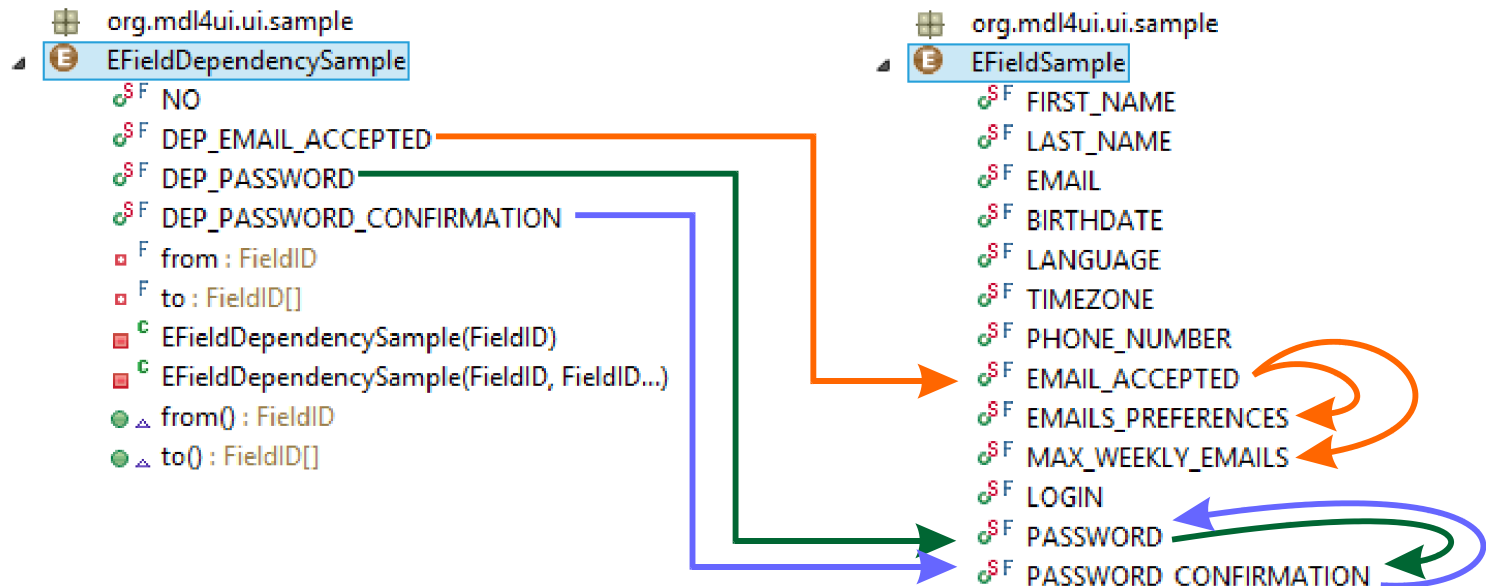 org.mdl4ui.ui.sample
EFieldDependencySample
NO
DEP_EMAIL_ACCEPTED
DEP_PASSWORD
DEP_PASSWORD_CONFIRMATION
from : FieldID
to : FieldID[]
EFieldDependencySample(FieldID)
EFieldDependencySample(FieldID, FieldID...)
from() : FieldID
to() : FieldID[]
org.mdl4ui.ui.sample
EFieldSample
FIRST_NAME
LAST_NAME
EMAIL
BIRTHDATE
LANGUAGE
TIMEZONE
PHONE_NUMBER
EMAIL_ACCEPTED
EMAILS_PREFERENCES
MAX_WEEKLY_EMAILS
LOGIN
PASSWORD
PASSWORD_CONFIRMATION